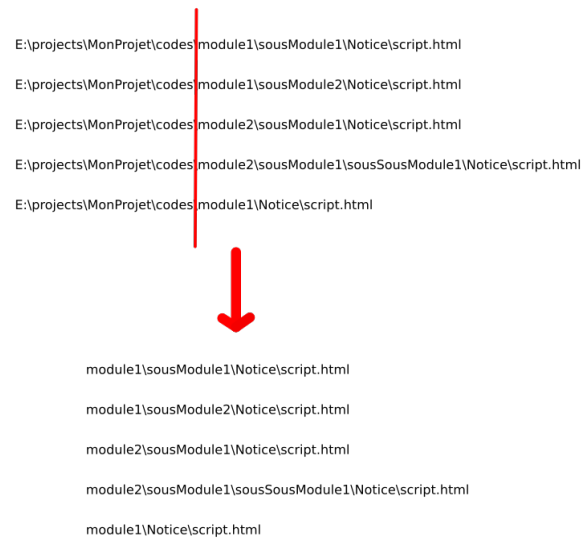 E:\projects\MonProjet\codes\module1\sousModule1\Notice\script.html
E:\projects\MonProjet\codes\module1\sousModule2\Notice\script.html
E:\projects\MonProjet\codes\module2\sousModule1\Notice\script.html
E:\projects\MonProjet\codes\module2\sousModule1\sousSousModule1\Notice\script.html
E:\projects\MonProjet\codes\module1\Notice\script.html
module1\sousModule1\Notice\script.html
module1\sousModule2\Notice\script.html
module2\sousModule1\Notice\script.html
module2\sousModule1\sousSousModule1\Notice\script.html
module1\Notice\script.html